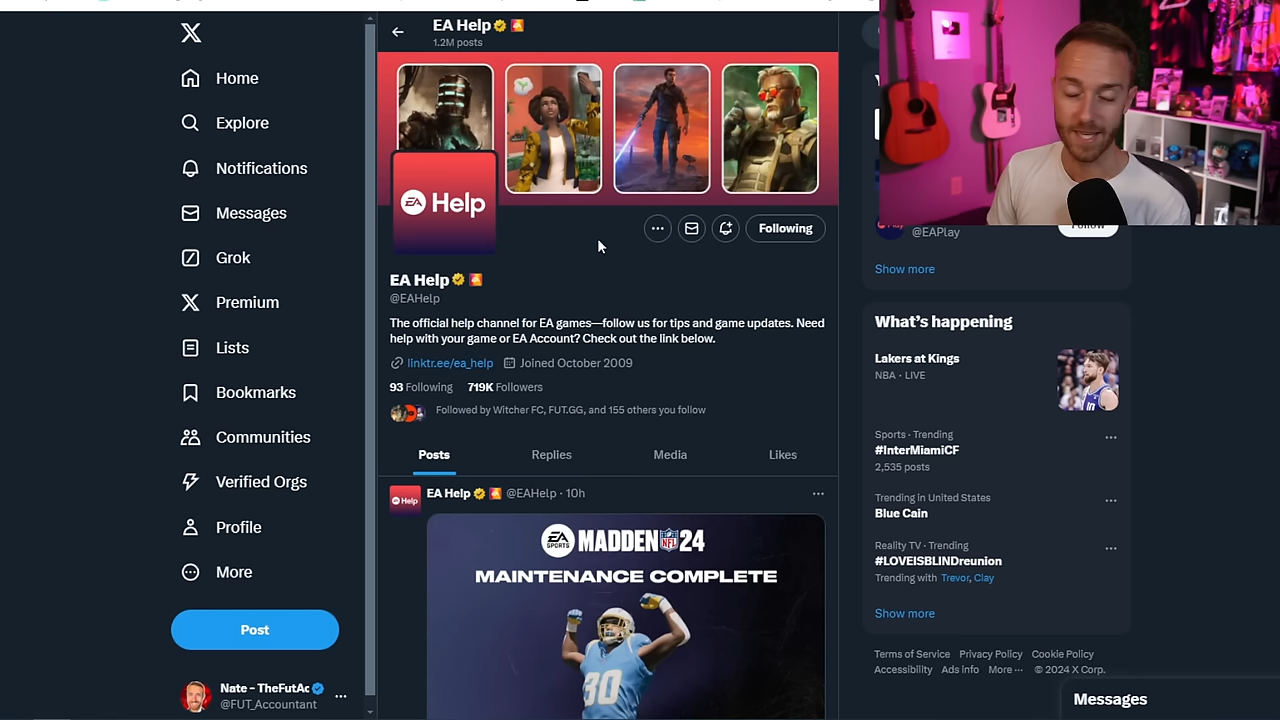 Home
Explore
Notifications
Messages
Grok
Premium
Lists
Bookmarks
Communities
Verified Orgs
Profile
More
Post
Nate - TheFutAc
@FUT_Accountant
EA Help
1.2M posts
EA Help
Following
EA Help
@EAHelp
The official help channel for EA games—follow us for tips and game updates. Need
help with your game or EA Account? Check out the link below.
linktr.ee/ea_help Joined October 2009
93 Following 719K Followers
Followed by Witcher FC, FUT.GG, and 155 others you follow
Posts Replies Media Likes
EA Help @EAHelp · 10h
EA Help
EA SPORTS MADDEN NFL 24
MAINTENANCE COMPLETE
30
@EAPlay
Show more
What's happening
Lakers at Kings
NBA · LIVE
Sports · Trending
#InterMiamiCF
2,535 posts
Trending in United States
Blue Cain
Reality TV · Trending
#LOVEISBLINDreunion
Trending with Trevor, Clay
Show more
Terms of Service Privacy Policy Cookie Policy
Accessibility Ads info More ··· © 2024 X Corp.
Messages